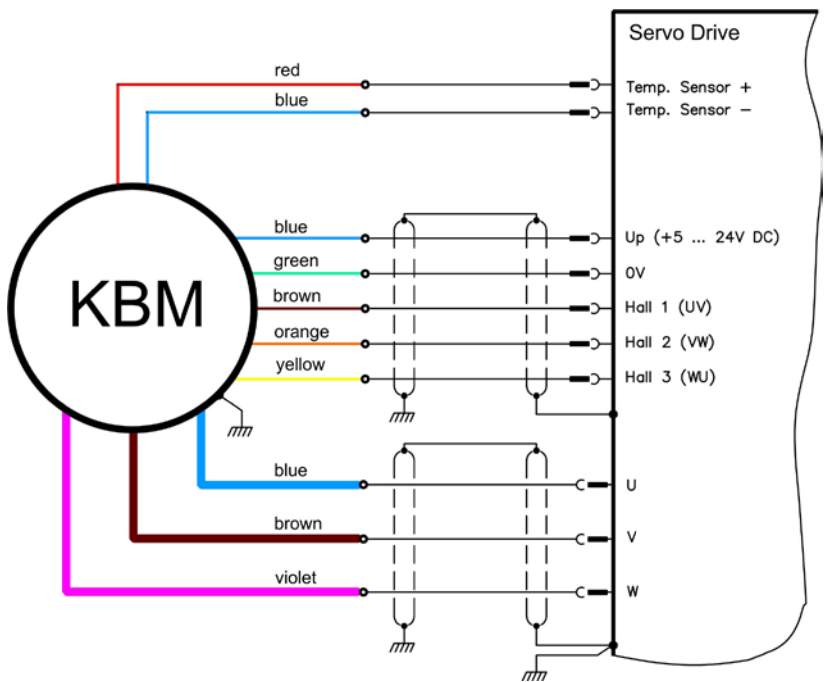 Servo Drive
red
Temp. Sensor +
blue
Temp. Sensor -
blue
Up (+5 ... 24V DC)
green
0V
KBM
brown
Hall 1 (UV)
orange
Hall 2 (VW)
yellow
Hall 3 (WU)
blue
U
brown
V
violet
W